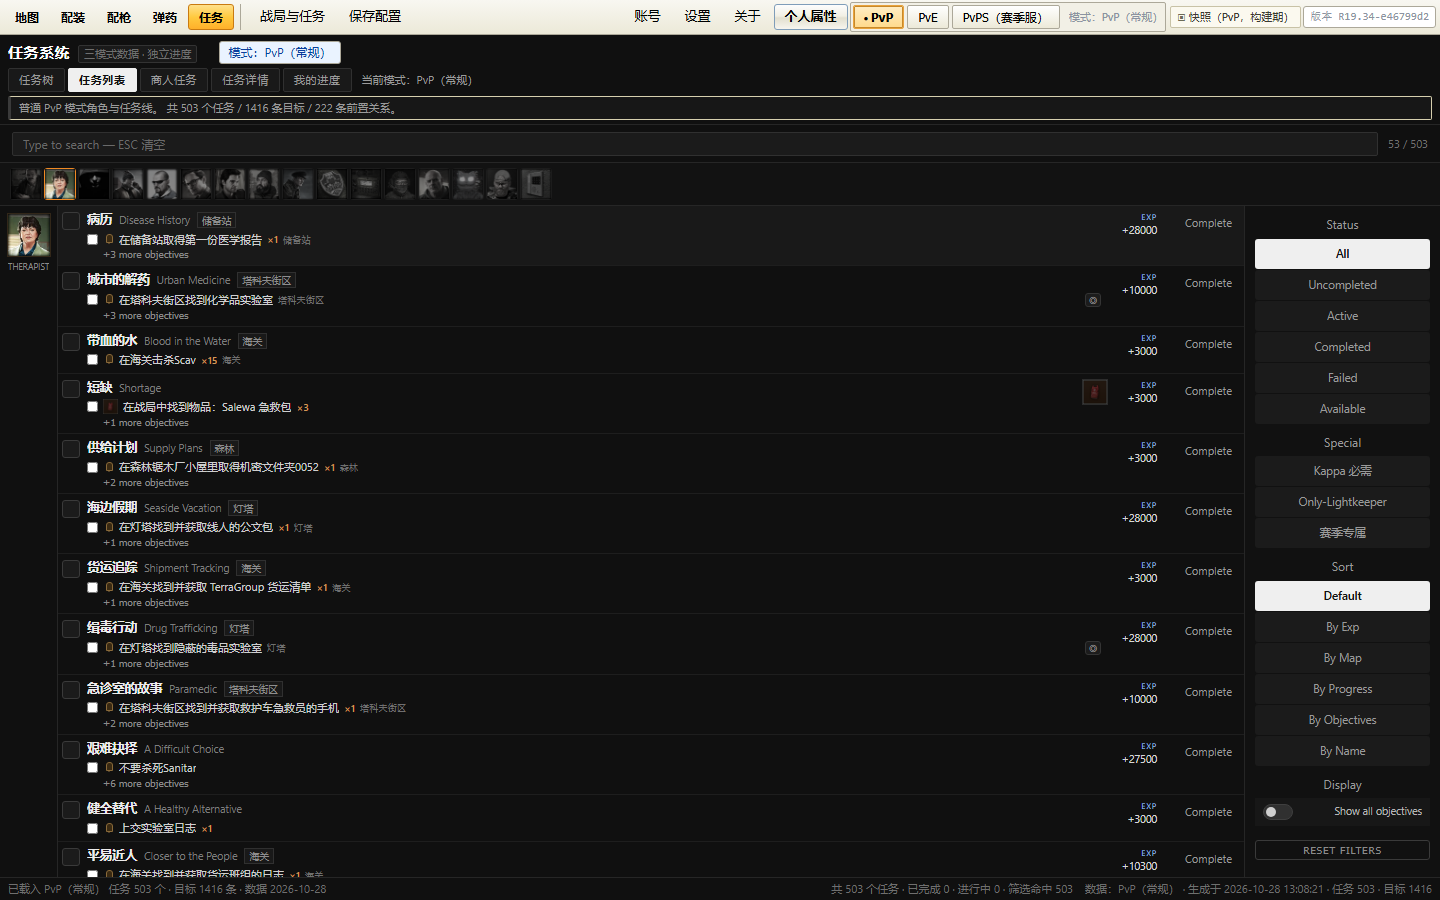 地图 配装 配枪 弹药 任务 战局与任务 保存配置 账号 设置 关于 个人属性 • PvP PvE PvPS（赛季服） 模式：PvP（常规） 快照（PvP，构建期） 版本 R19.34-e46799d2
任务系统 三模式数据 · 独立进度 模式：PvP（常规）
任务树 任务列表 商人任务 任务详情 我的进度 当前模式：PvP（常规）
普通 PvP 模式角色与任务线。 共 503 个任务 / 1416 条目标 / 222 条前置关系。
Type to search — ESC 清空 53 / 503
THERAPIST
病历 Disease History 储备站 EXP +28000 Complete
在储备站取得第一份医学报告 ×1 储备站
+3 more objectives
城市的解药 Urban Medicine 塔科夫街区 EXP +10000 Complete
在塔科夫街区找到化学品实验室 塔科夫街区
+3 more objectives
带血的水 Blood in the Water 海关 EXP +3000 Complete
在海关击杀Scav ×15 海关
短缺 Shortage EXP +3000 Complete
在战局中找到物品：Salewa 急救包 ×3
+1 more objectives
供给计划 Supply Plans 森林 EXP +3000 Complete
在森林锯木厂小屋里取得机密文件夹0052 ×1 森林
+2 more objectives
海边假期 Seaside Vacation 灯塔 EXP +28000 Complete
在灯塔找到并获取线人的公文包 ×1 灯塔
+1 more objectives
货运追踪 Shipment Tracking 海关 EXP +3000 Complete
在海关找到并获取 TerraGroup 货运清单 ×1 海关
+1 more objectives
缉毒行动 Drug Trafficking 灯塔 EXP +28000 Complete
在灯塔找到隐蔽的毒品实验室 灯塔
+1 more objectives
急诊室的故事 Paramedic 塔科夫街区 EXP +10000 Complete
在塔科夫街区找到并获取救护车急救员的手机 ×1 塔科夫街区
+2 more objectives
艰难抉择 A Difficult Choice EXP +27500 Complete
不要杀死Sanitar
+6 more objectives
健全替代 A Healthy Alternative EXP +3000 Complete
上交实验室日志 ×1
平易近人 Closer to the People 海关 EXP +10300 Complete
在海关找到并获取货运班组的日志 ×1 海关
Status
All
Uncompleted
Active
Completed
Failed
Available
Special
Kappa 必需
Only-Lightkeeper
赛季专属
Sort
Default
By Exp
By Map
By Progress
By Objectives
By Name
Display
Show all objectives
RESET FILTERS
已载入 PvP（常规） 任务 503 个 · 目标 1416 条 · 数据 2026-10-28 共 503 个任务 · 已完成 0 · 进行中 0 · 筛选命中 503 数据：PvP（常规） · 生成于 2026-10-28 13:08:21 · 任务 503 · 目标 1416